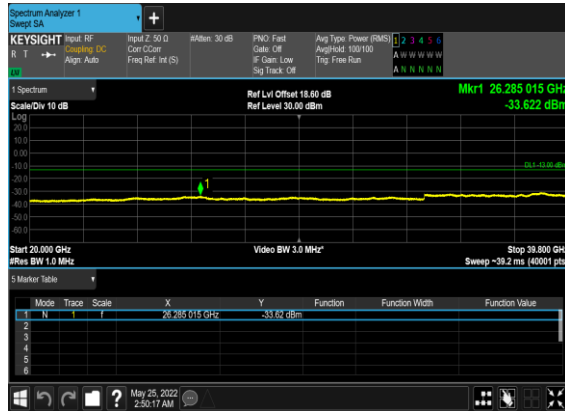 Spectrum Analyzer 1
Swept SA
+
KEYSIGHT Input: RF Input Z: 50 Ω #Atten: 30 dB PNO: Fast Avg Type: Power (RMS) 1 2 3 4 5 6
R T Coupling: DC Corr CCorr Gate: Off Avg|Hold: 100/100 A W W W W W
Align: Auto Freq Ref: Int (S) IF Gain: Low Trig: Free Run
Sig Track: Off A N N N N N
1 Spectrum Ref Lvl Offset 18.60 dB Mkr1 26.285 015 GHz
Scale/Div 10 dB Ref Level 30.00 dBm -33.622 dBm
Log
20.0
10.0
0.00
-10.0 DL1 -13.00 dBm
-20.0
-30.0 1
-40.0
-50.0
-60.0
Start 20.000 GHz Video BW 3.0 MHz* Stop 39.800 GHz
#Res BW 1.0 MHz Sweep ~39.2 ms (40001 pts)
5 Marker Table
Mode Trace Scale X Y Function Function Width Function Value
1 N 1 f 26.285 015 GHz -33.62 dBm
2
3
4
5
6
? May 25, 2022
2:50:17 AM